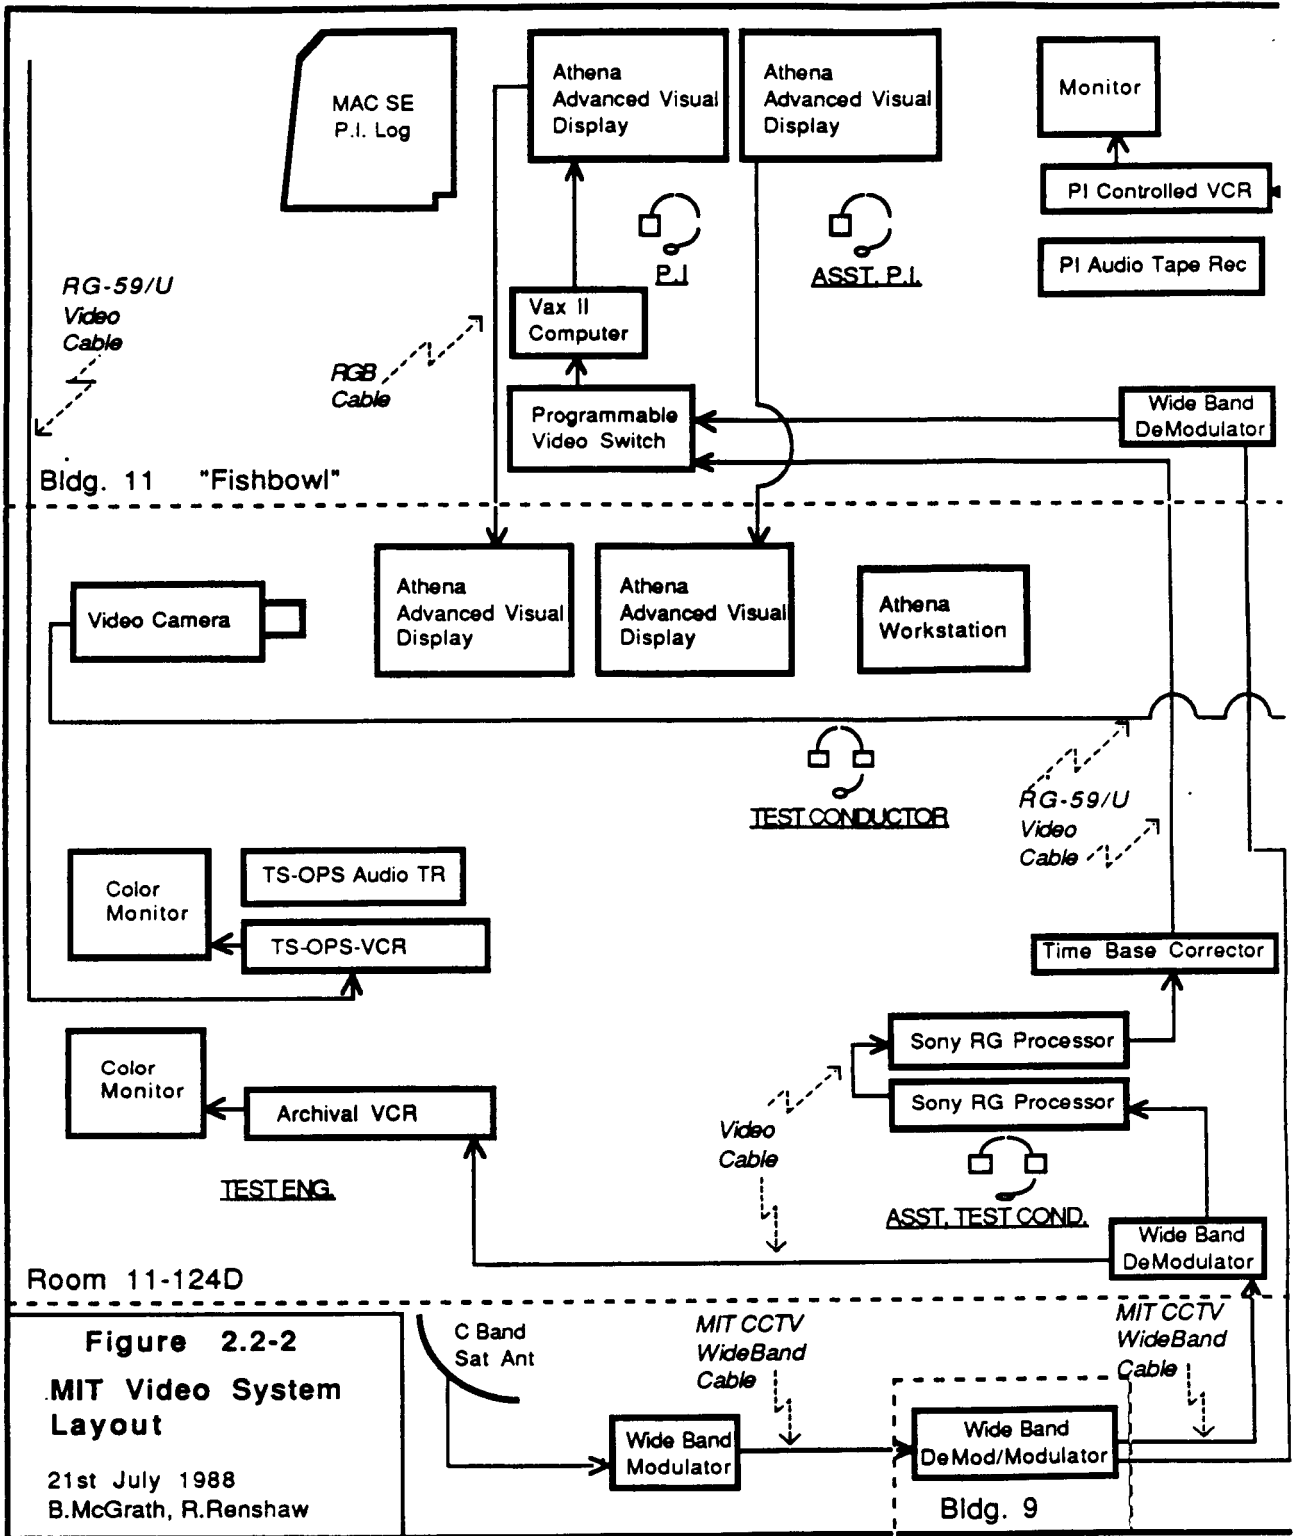 MAC SE
P.I. Log
Athena
Advanced Visual
Display
Athena
Advanced Visual
Display
Monitor
PI Controlled VCR
PI Audio Tape Rec
P.I
ASST. P.I.
RG-59/U
Video
Cable
RGB
Cable
Vax II
Computer
Programmable
Video Switch
Wide Band
DeModulator
Bldg. 11 "Fishbowl"
Video Camera
Athena
Advanced Visual
Display
Athena
Advanced Visual
Display
Athena
Workstation
TEST CONDUCTOR
RG-59/U
Video
Cable
Color
Monitor
TS-OPS Audio TR
TS-OPS-VCR
Time Base Corrector
Sony RG Processor
Sony RG Processor
Color
Monitor
Archival VCR
Video
Cable
TEST ENG.
ASST. TEST COND.
Wide Band
DeModulator
Room 11-124D
Figure 2.2-2
MIT Video System
Layout
21st July 1988
B.McGrath, R.Renshaw
C Band
Sat Ant
MIT CCTV
WideBand
Cable
MIT CCTV
WideBand
Cable
Wide Band
Modulator
Wide Band
DeMod/Modulator
Bldg. 9